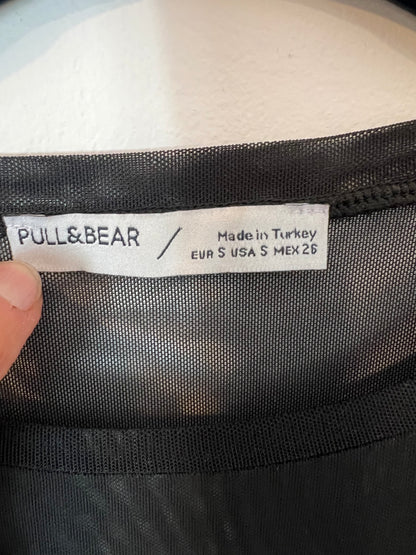 PULL&BEAR /
Made in Turkey
EUR S USA S MEX 26